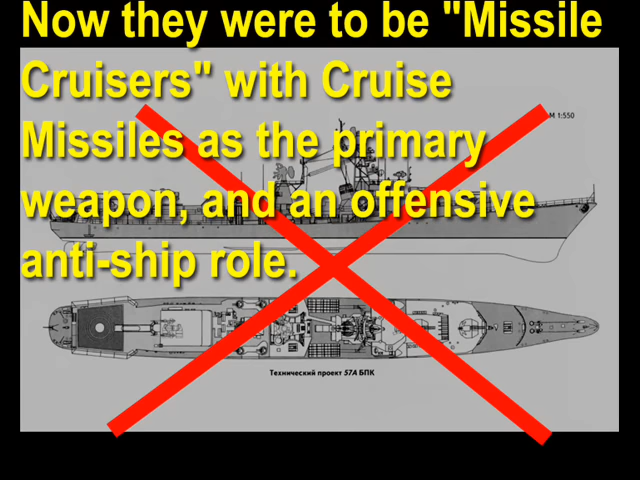 Now they were to be "Missile
Cruisers" with Cruise
Missiles as the primary
weapon, and an offensive
anti-ship role.
М 1:550
Технический проект 57А БПК